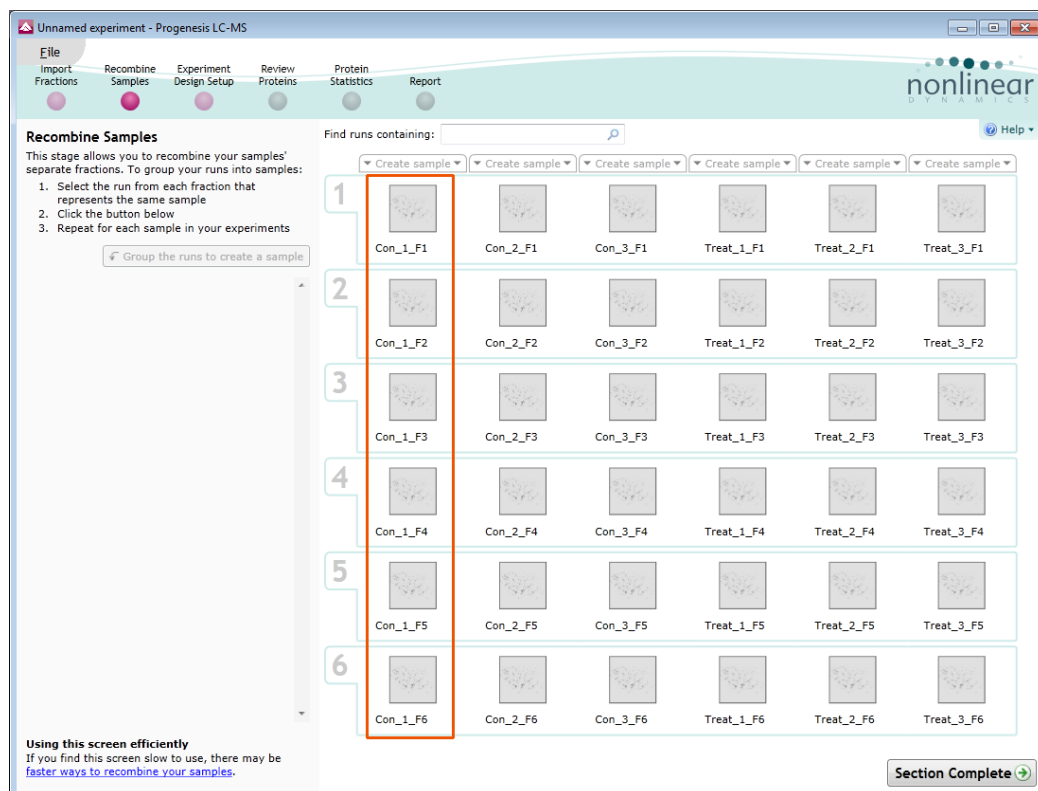 Unnamed experiment - Progenesis LC-MS
File
Import Fractions
Recombine Samples
Experiment Design Setup
Review Proteins
Protein Statistics
Report
nonlinear
DYNAMICS
Help
Recombine Samples
This stage allows you to recombine your samples'
separate fractions. To group your runs into samples:
1. Select the run from each fraction that
represents the same sample
2. Click the button below
3. Repeat for each sample in your experiments
Group the runs to create a sample
Find runs containing:
Create sample Create sample Create sample Create sample Create sample Create sample
1
Con_1_F1 Con_2_F1 Con_3_F1 Treat_1_F1 Treat_2_F1 Treat_3_F1
2
Con_1_F2 Con_2_F2 Con_3_F2 Treat_1_F2 Treat_2_F2 Treat_3_F2
3
Con_1_F3 Con_2_F3 Con_3_F3 Treat_1_F3 Treat_2_F3 Treat_3_F3
4
Con_1_F4 Con_2_F4 Con_3_F4 Treat_1_F4 Treat_2_F4 Treat_3_F4
5
Con_1_F5 Con_2_F5 Con_3_F5 Treat_1_F5 Treat_2_F5 Treat_3_F5
6
Con_1_F6 Con_2_F6 Con_3_F6 Treat_1_F6 Treat_2_F6 Treat_3_F6
Using this screen efficiently
If you find this screen slow to use, there may be
faster ways to recombine your samples.
Section Complete